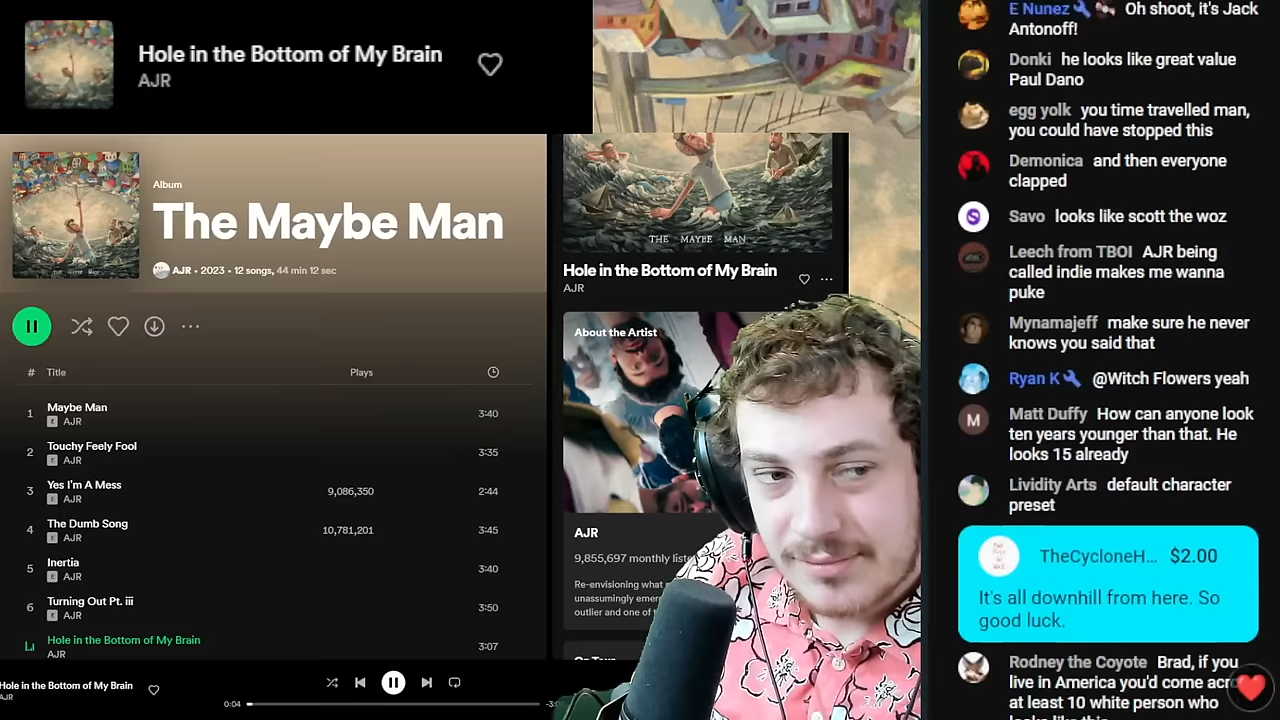 Hole in the Bottom of My Brain
AJR
Album
The Maybe Man
AJR • 2023 • 12 songs, 44 min 12 sec
# Title Plays
1 Maybe Man 3:40
E AJR
2 Touchy Feely Fool 3:35
E AJR
3 Yes I'm A Mess 9,086,350 2:44
E AJR
4 The Dumb Song 10,781,201 3:45
E AJR
5 Inertia 3:40
E AJR
6 Turning Out Pt. iii 3:50
E AJR
Hole in the Bottom of My Brain 3:07
AJR
Hole in the Bottom of My Brain
AJR
0:04
THE MAYBE MAN
Hole in the Bottom of My Brain
AJR
About the Artist
AJR
9,855,697 monthly
Re-envisioning what
unassumingly
outlier and one of
E Nunez Oh shoot, it's Jack
Antonoff!
Donki he looks like great value
Paul Dano
egg yolk you time travelled man,
you could have stopped this
Demonica and then everyone
clapped
Savo looks like scott the woz
Leech from TBOI AJR being
called indie makes me wanna
puke
Mynamajeff make sure he never
knows you said that
Ryan K @Witch Flowers yeah
M Matt Duffy How can anyone look
ten years younger than that. He
looks 15 already
Lividity Arts default character
preset
TheCycloneH... $2.00
It's all downhill from here. So
good luck.
Rodney the Coyote Brad, if you
live in America you'd come
at least 10 white person who